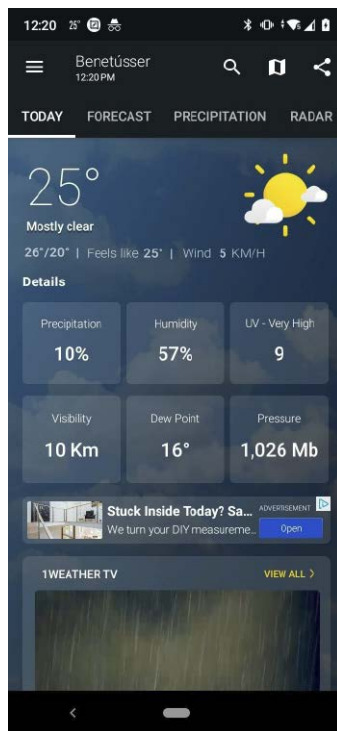 12:20 25°
Benetússer
12:20 PM
TODAY FORECAST PRECIPITATION RADAR
25°
Mostly clear
26°/20° | Feels like 25° | Wind 5 KM/H
Details
Precipitation Humidity UV - Very High
10% 57% 9
Visibility Dew Point Pressure
10 Km 16° 1,026 Mb
Stuck Inside Today? Sa... ADVERTISEMENT
We turn your DIY measureme... Open
1WEATHER TV VIEW ALL >